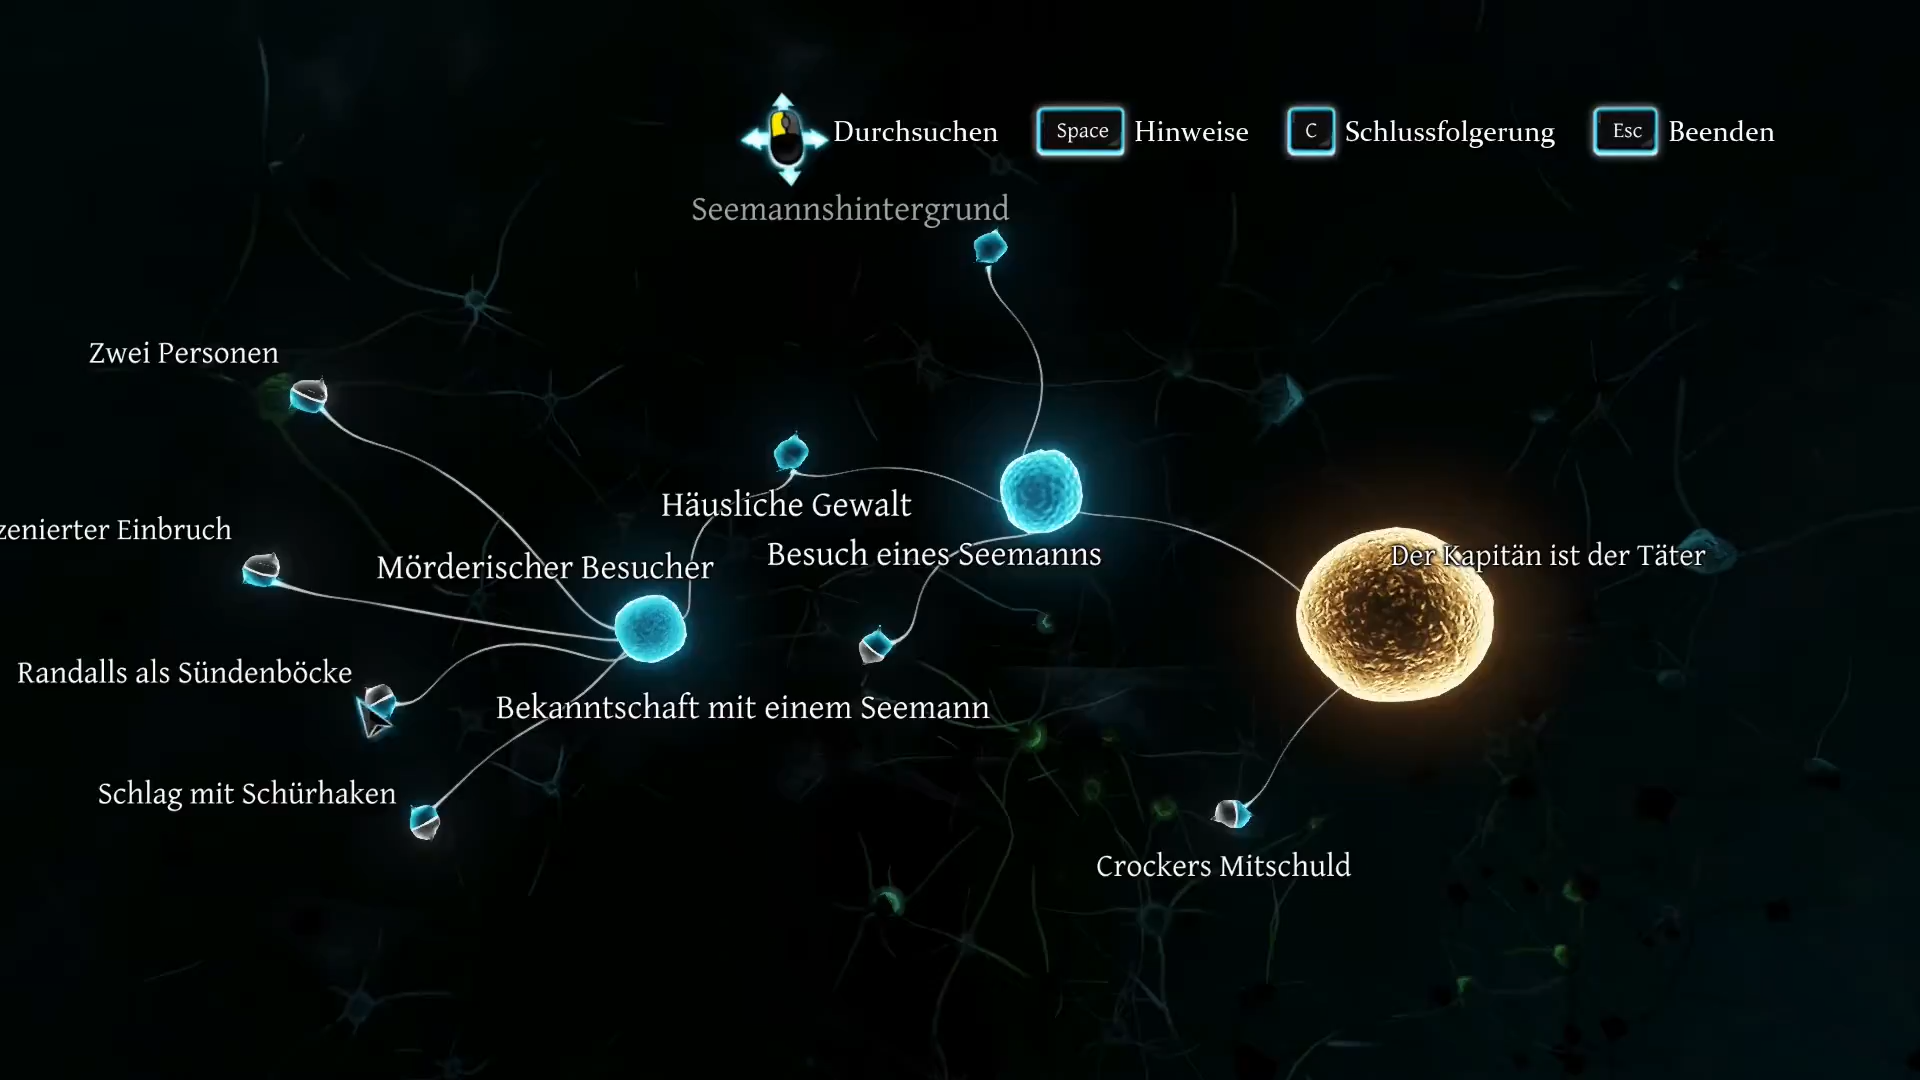 Durchsuchen
Space Hinweise
C Schlussfolgerung
Esc Beenden
Seemannshintergrund
Zwei Personen
Häusliche Gewalt
zenierter Einbruch
Mörderischer Besucher
Besuch eines Seemanns
Der Kapitän ist der Täter
Randalls als Sündenböcke
Bekanntschaft mit einem Seemann
Schlag mit Schürhaken
Crockers Mitschuld